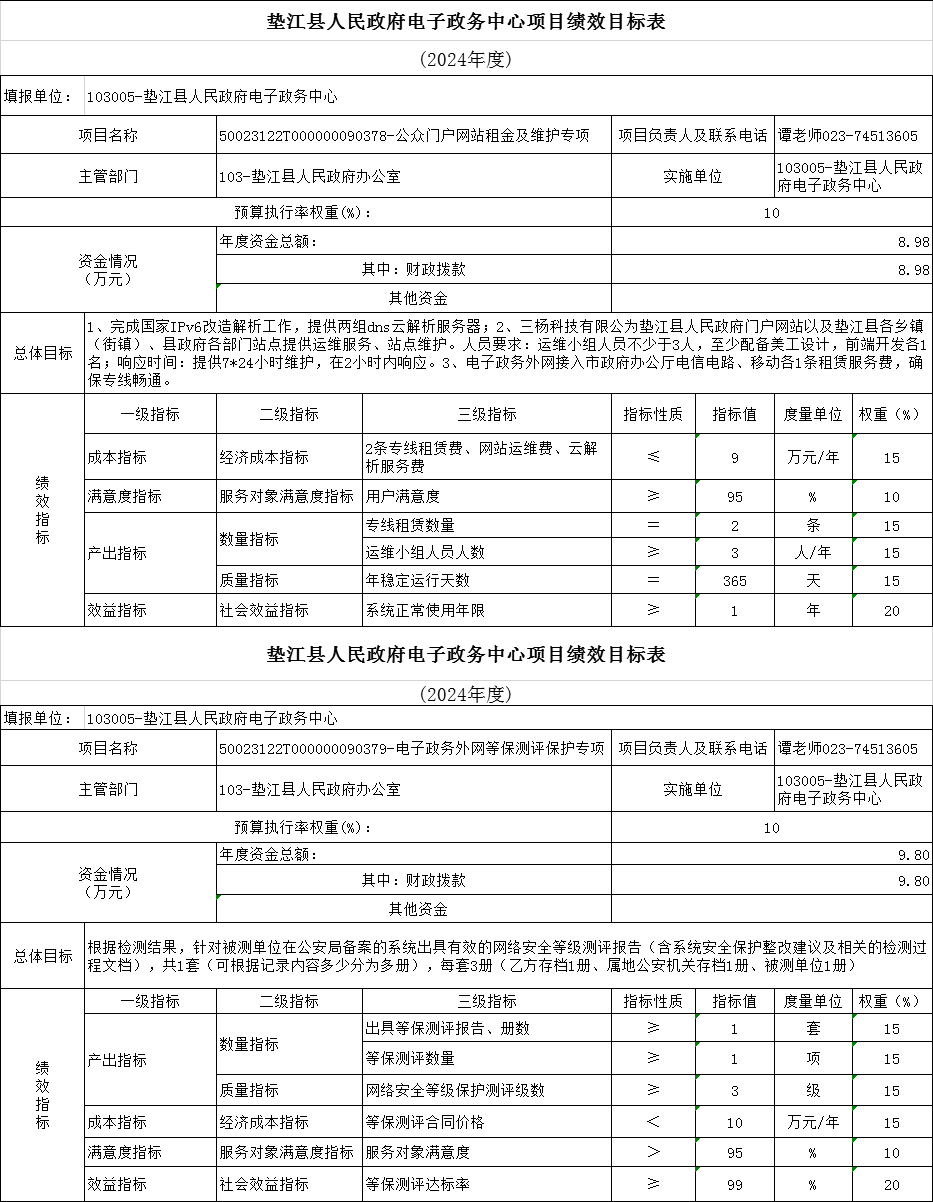 垫江县人民政府电子政务中心项目绩效目标表
(2024年度)
填报单位： 103005-垫江县人民政府电子政务中心
项目名称 50023122T000000090378-公众门户网站租金及维护专项 项目负责人及联系电话 谭老师023-74513605
主管部门 103-垫江县人民政府办公室 实施单位 103005-垫江县人民政
府电子政务中心
预算执行率权重(%)： 10
资金情况
（万元）
年度资金总额： 8.98
其中：财政拨款 8.98
其他资金
总体目标
1、完成国家IPv6改造解析工作，提供两组dns云解析服务器；2、三杨科技有限公为垫江县人民政府门户网站以及垫江县各乡镇
（街镇）、县政府各部门站点提供运维服务、站点维护。人员要求：运维小组人员不少于3人，至少配备美工设计，前端开发各1
名；响应时间：提供7*24小时维护，在2小时内响应。3、电子政务外网接入市政府办公厅电信电路、移动各1条租赁服务费，确
保专线畅通。
绩
效
指
标
一级指标 二级指标 三级指标 指标性质 指标值 度量单位 权重（%）
成本指标 经济成本指标 2条专线租赁费、网站运维费、云解
析服务费 ≤ 9 万元/年 15
满意度指标 服务对象满意度指标 用户满意度 ≥ 95 % 10
产出指标 数量指标 专线租赁数量 ＝ 2 条 15
运维小组人员人数 ≥ 3 人/年 15
质量指标 年稳定运行天数 ＝ 365 天 15
效益指标 社会效益指标 系统正常使用年限 ≥ 1 年 20
垫江县人民政府电子政务中心项目绩效目标表
(2024年度)
填报单位： 103005-垫江县人民政府电子政务中心
项目名称 50023122T000000090379-电子政务外网等保测评保护专项 项目负责人及联系电话 谭老师023-74513605
主管部门 103-垫江县人民政府办公室 实施单位 103005-垫江县人民政
府电子政务中心
预算执行率权重(%)： 10
资金情况
（万元）
年度资金总额： 9.80
其中：财政拨款 9.80
其他资金
总体目标
根据检测结果，针对被测单位在公安局备案的系统出具有效的网络安全等级测评报告（含系统安全保护整改建议及相关的检测过
程文档），共1套（可根据记录内容多少分为多册），每套3册（乙方存档1册、属地公安机关存档1册、被测单位1册）
绩
效
指
标
一级指标 二级指标 三级指标 指标性质 指标值 度量单位 权重（%）
产出指标 数量指标 出具等保测评报告、册数 ≥ 1 套 15
等保测评数量 ≥ 1 项 15
质量指标 网络安全等级保护测评级数 ≥ 3 级 15
成本指标 经济成本指标 等保测评合同价格 ＜ 10 万元/年 15
满意度指标 服务对象满意度指标 服务对象满意度 ＞ 95 % 10
效益指标 社会效益指标 等保测评达标率 ≥ 99 % 20